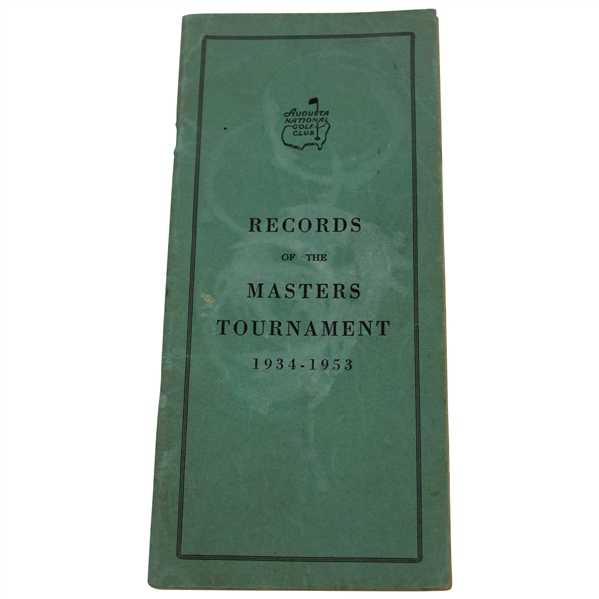 AUGUSTA
NATIONAL
GOLF
CLUB
RECORDS
OF THE
MASTERS
TOURNAMENT
1934-1953